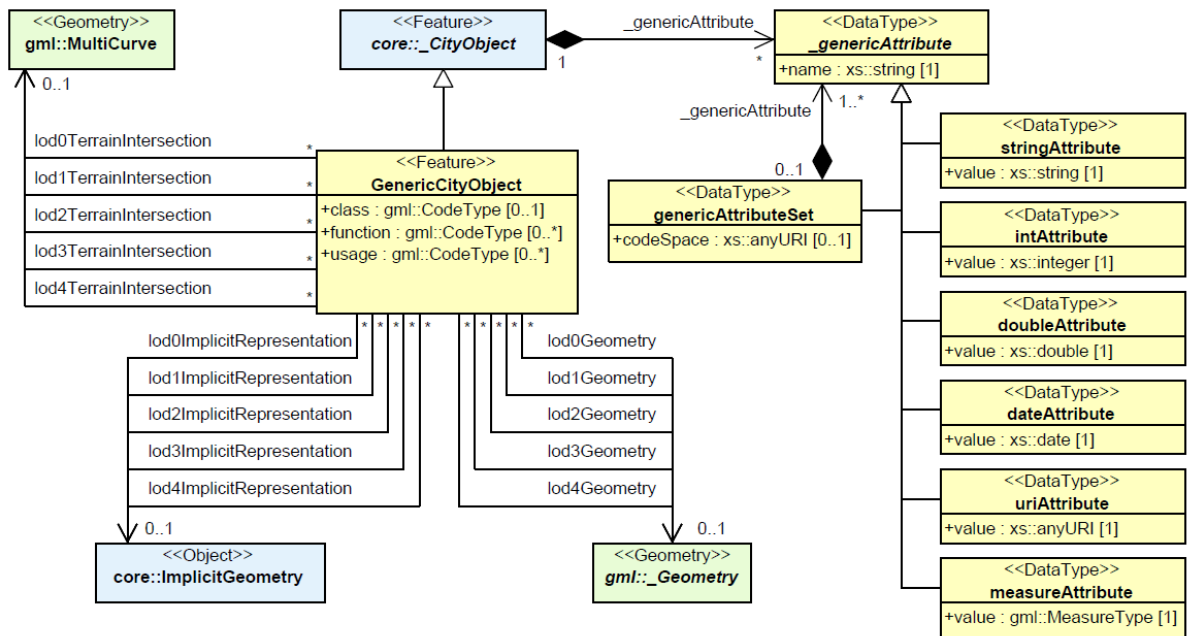 <<Geometry>>
gml::MultiCurve
0..1
<<Feature>>
core::_CityObject
1
_genericAttribute
*
<<DataType>>
_genericAttribute
+name : xs::string [1]
1..*
_genericAttribute
0..1
<<DataType>>
genericAttributeSet
+codeSpace : xs::anyURI [0..1]
lod0TerrainIntersection
*
lod1TerrainIntersection
*
lod2TerrainIntersection
*
lod3TerrainIntersection
*
lod4TerrainIntersection
*
<<Feature>>
GenericCityObject
+class : gml::CodeType [0..1]
+function : gml::CodeType [0..*]
+usage : gml::CodeType [0..*]
* * * * *
* * * * *
lod0ImplicitRepresentation
lod1ImplicitRepresentation
lod2ImplicitRepresentation
lod3ImplicitRepresentation
lod4ImplicitRepresentation
0..1
<<Object>>
core::ImplicitGeometry
lod0Geometry
lod1Geometry
lod2Geometry
lod3Geometry
lod4Geometry
0..1
<<Geometry>>
gml::_Geometry
<<DataType>>
stringAttribute
+value : xs::string [1]
<<DataType>>
intAttribute
+value : xs::integer [1]
<<DataType>>
doubleAttribute
+value : xs::double [1]
<<DataType>>
dateAttribute
+value : xs::date [1]
<<DataType>>
uriAttribute
+value : xs::anyURI [1]
<<DataType>>
measureAttribute
+value : gml::MeasureType [1]